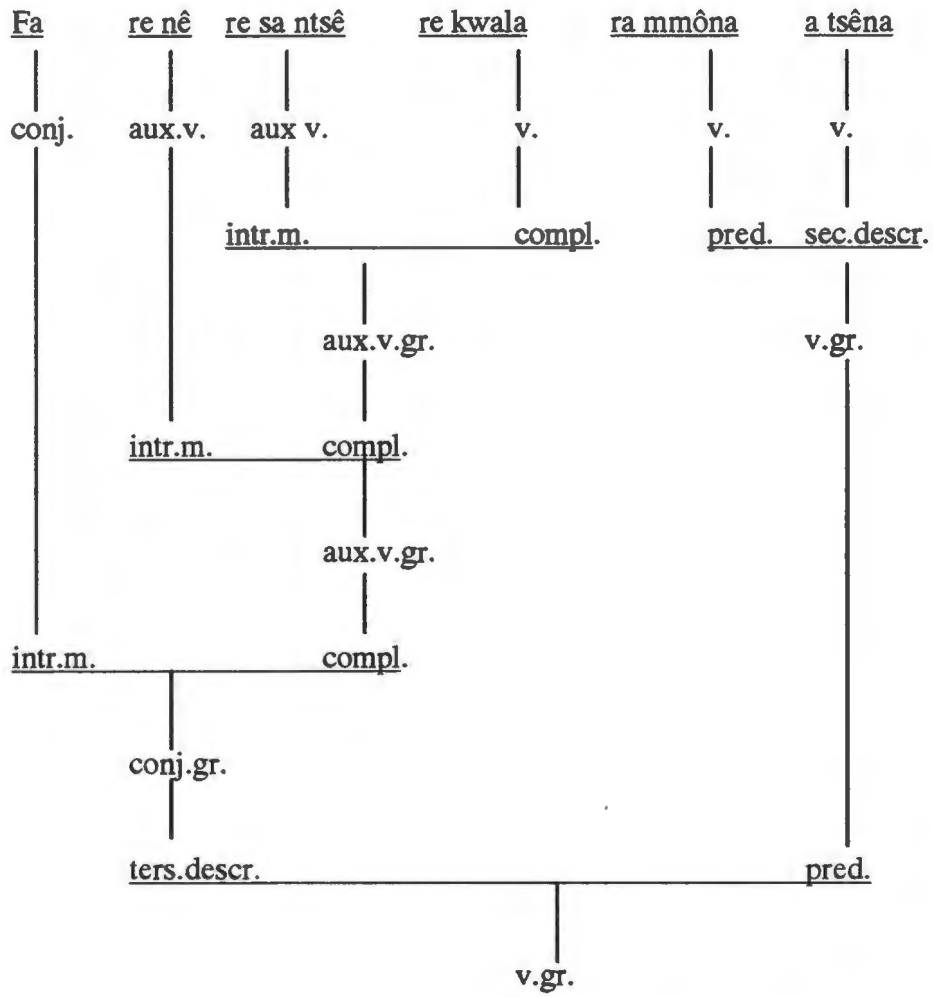 Fa re nê re sa ntsê re kwala ra mmôna a tsêna
conj. aux.v. aux v. v. v. v.
intr.m. compl. pred. sec.descr.
aux.v.gr. v.gr.
intr.m. compl.
aux.v.gr.
intr.m. compl.
conj.gr.
ters.descr. pred.
v.gr.